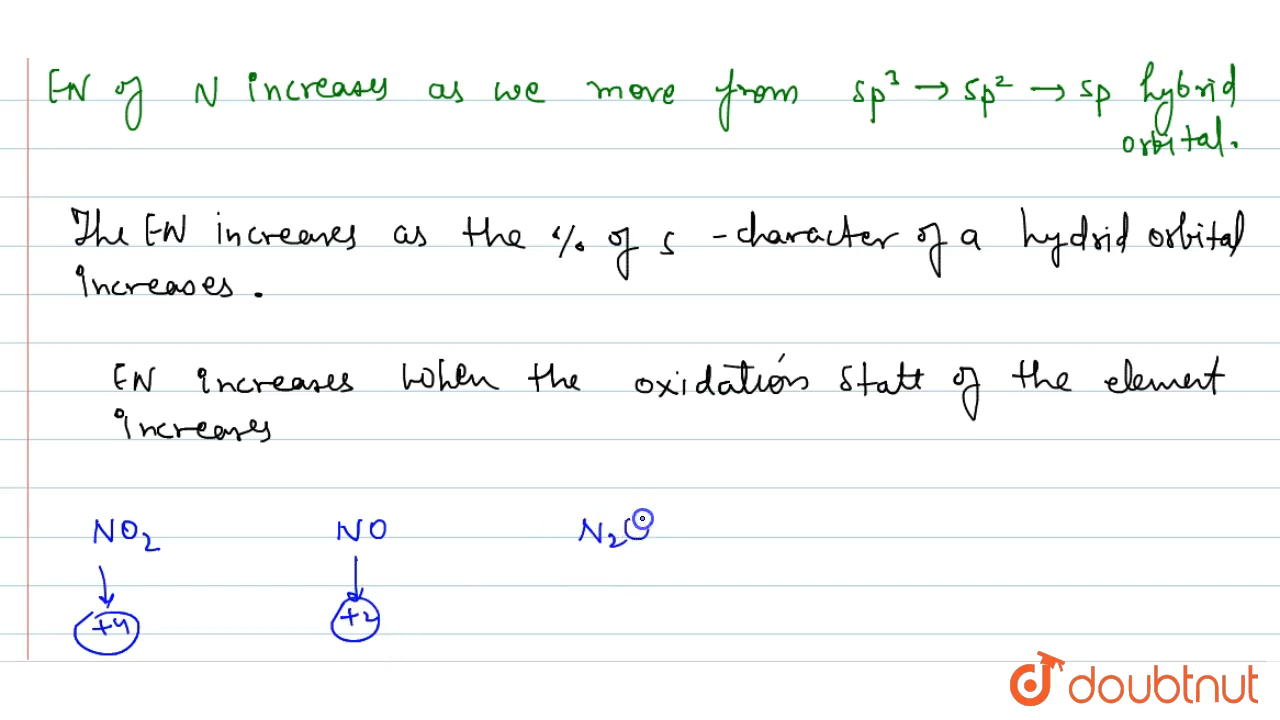 EN of N increases as we move from sp³ → sp² → sp hybrid
orbital.
The EN increases as the % of s - character of a hydrid orbital
increases.
EN increases when the oxidation state of the element
increases
NO₂ NO N₂O
+4 +2
doubtnut